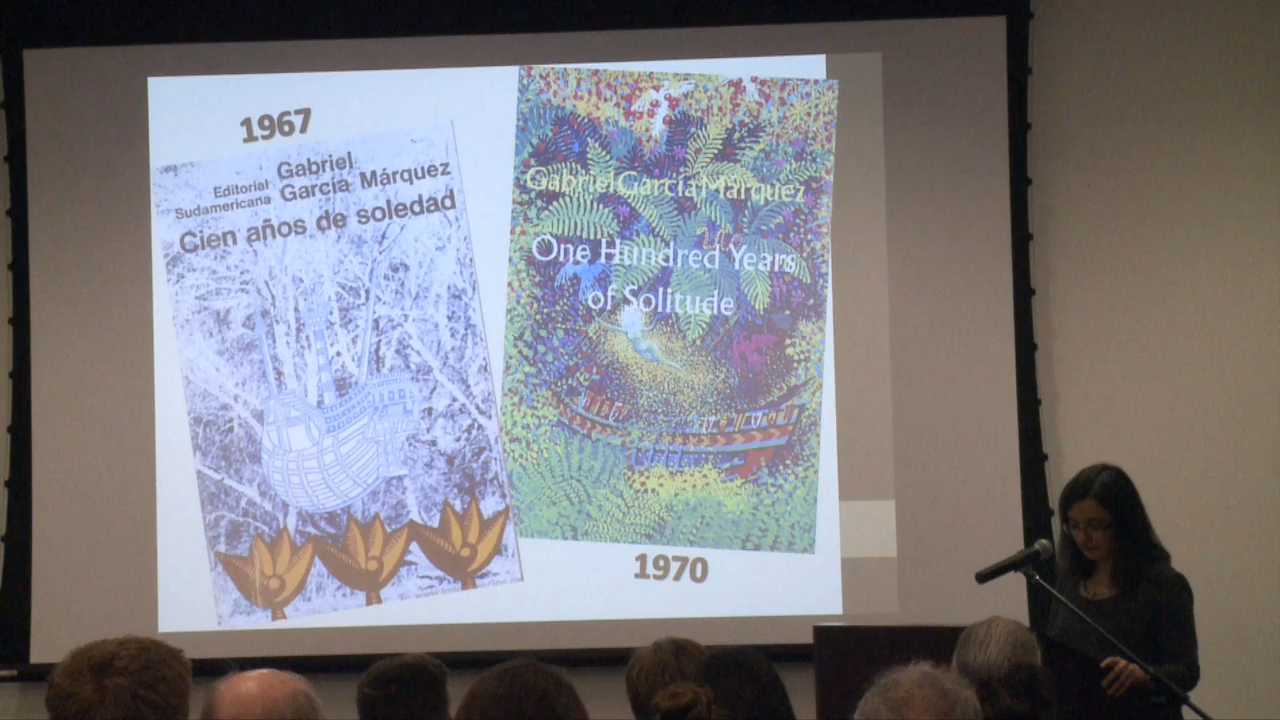 1967
Gabriel
Editorial García Márquez
Sudamericana
Cien años de soledad
Gabriel García Márquez
One Hundred Years
of Solitude
1970